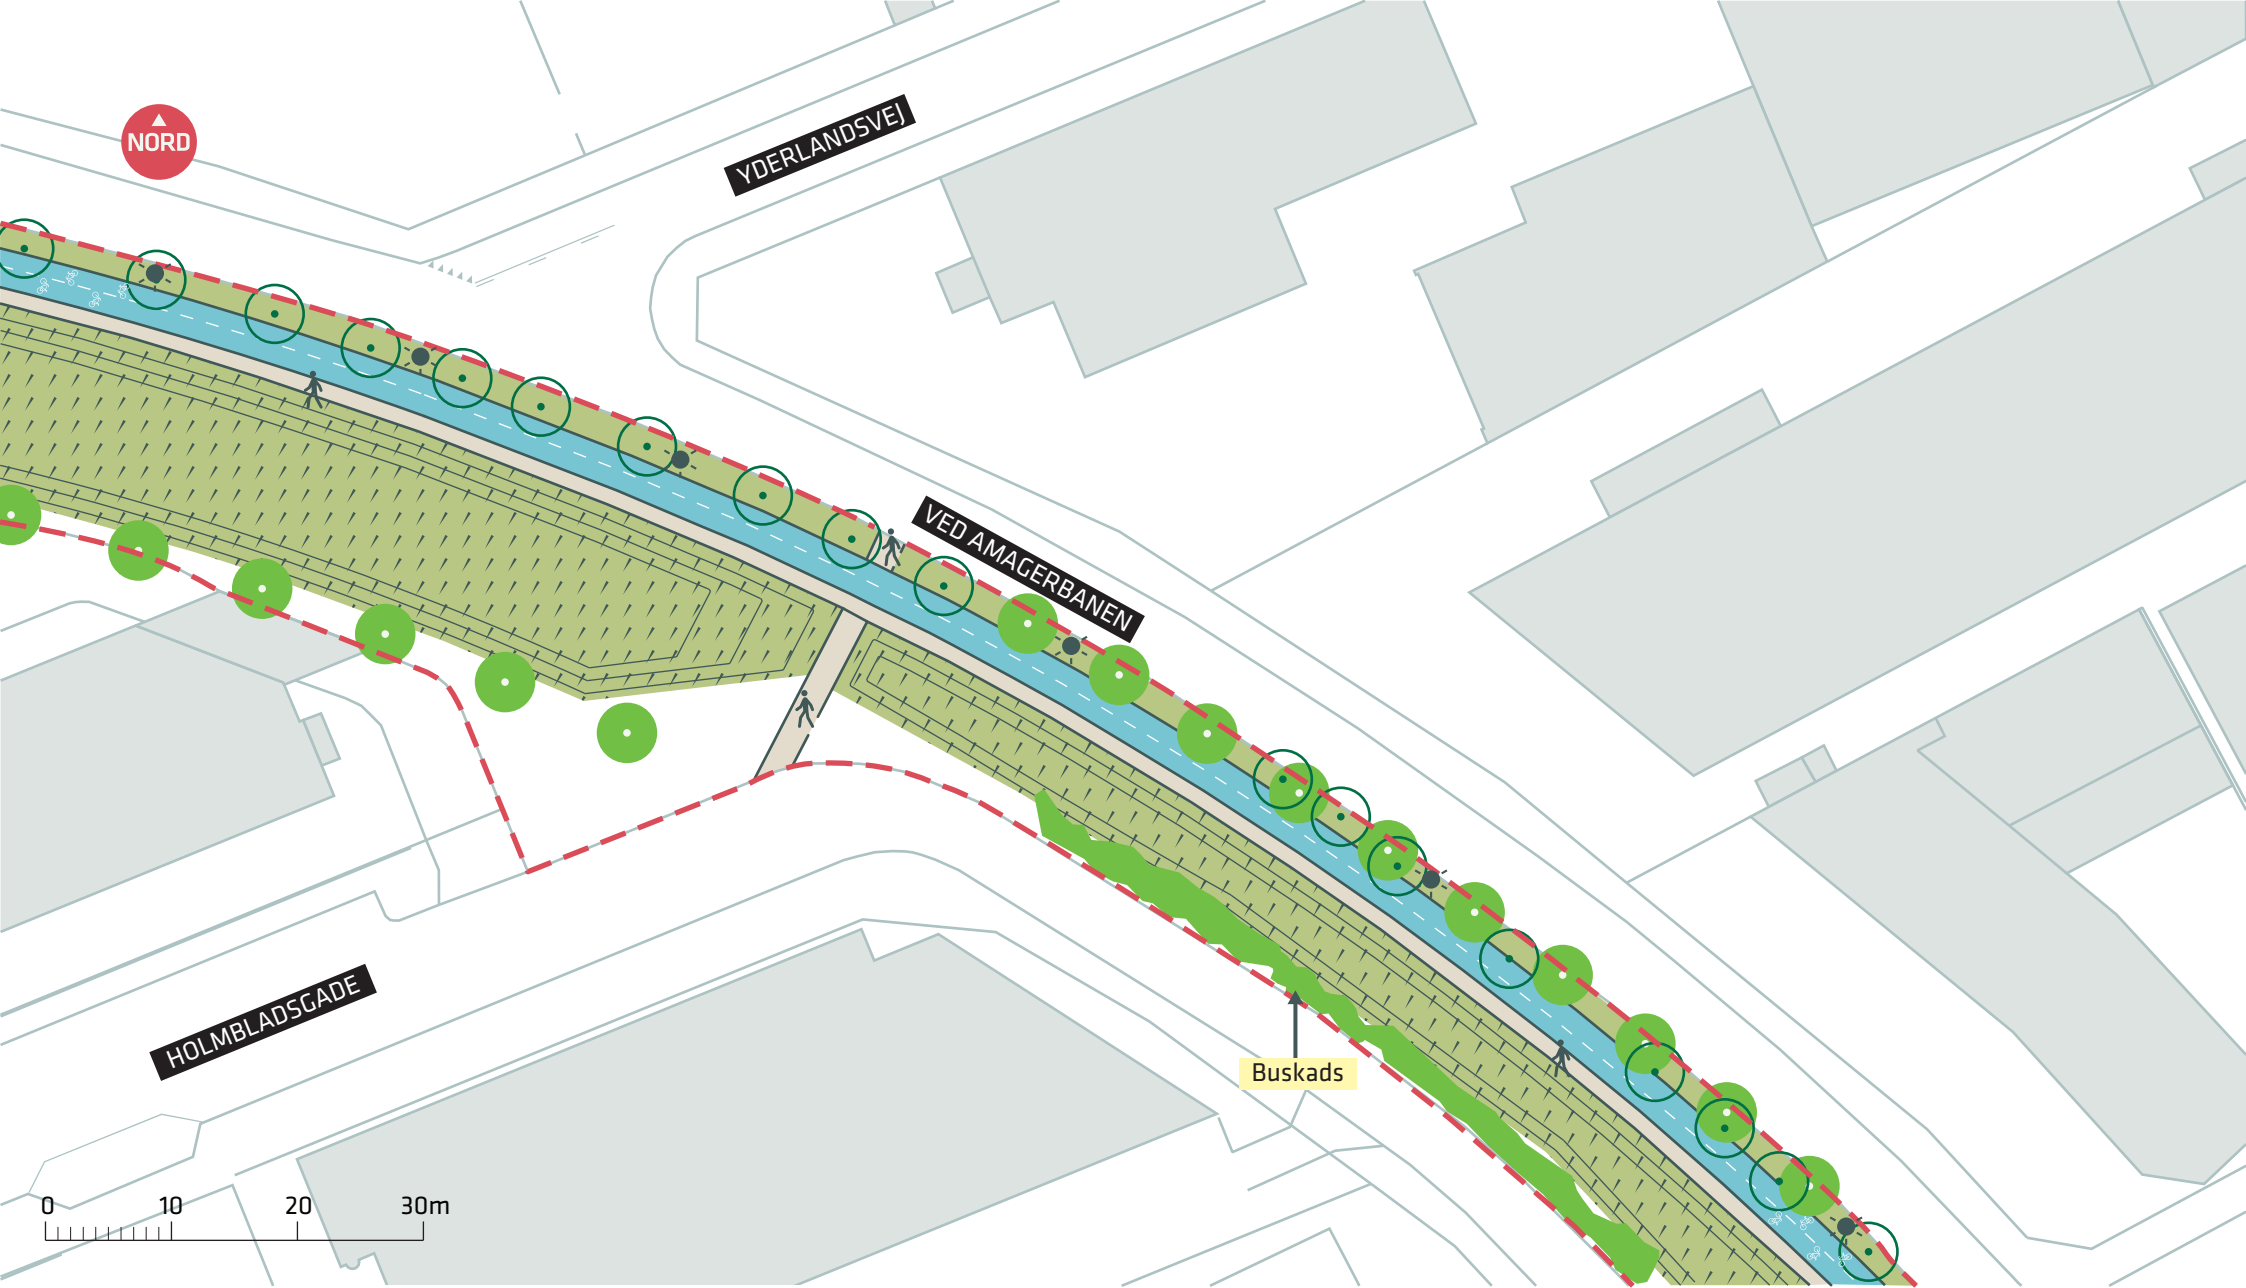 NORD
YDERLANDSVEJ
VED AMAGERBANEN
HOLMBLADSGADE
Buskads
0 10 20 30m